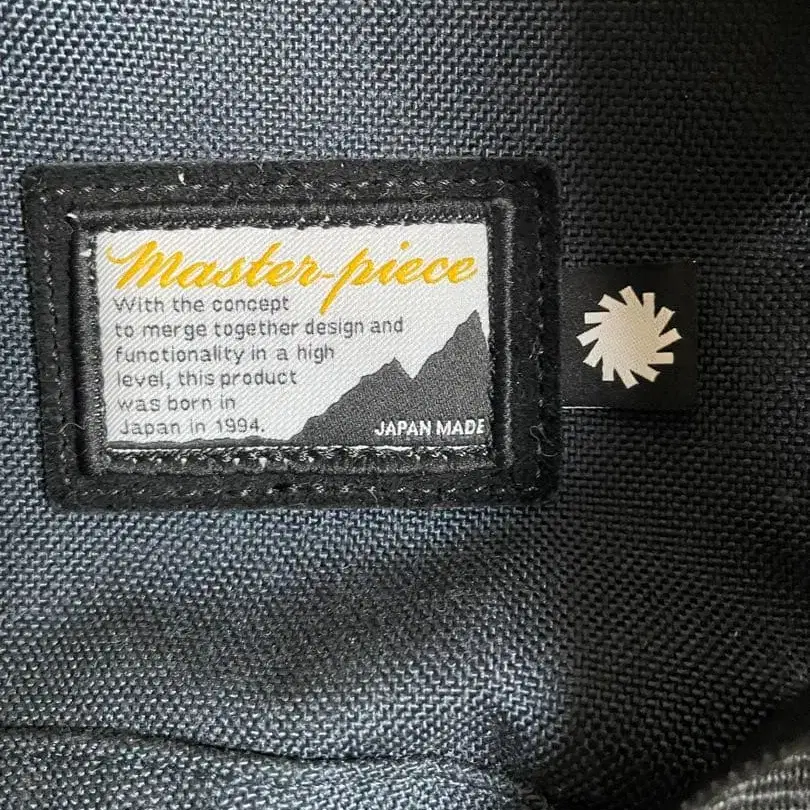 Master-piece
With the concept
to merge together design and
functionality in a high
level, this product
was born in
Japan in 1994.
JAPAN MADE